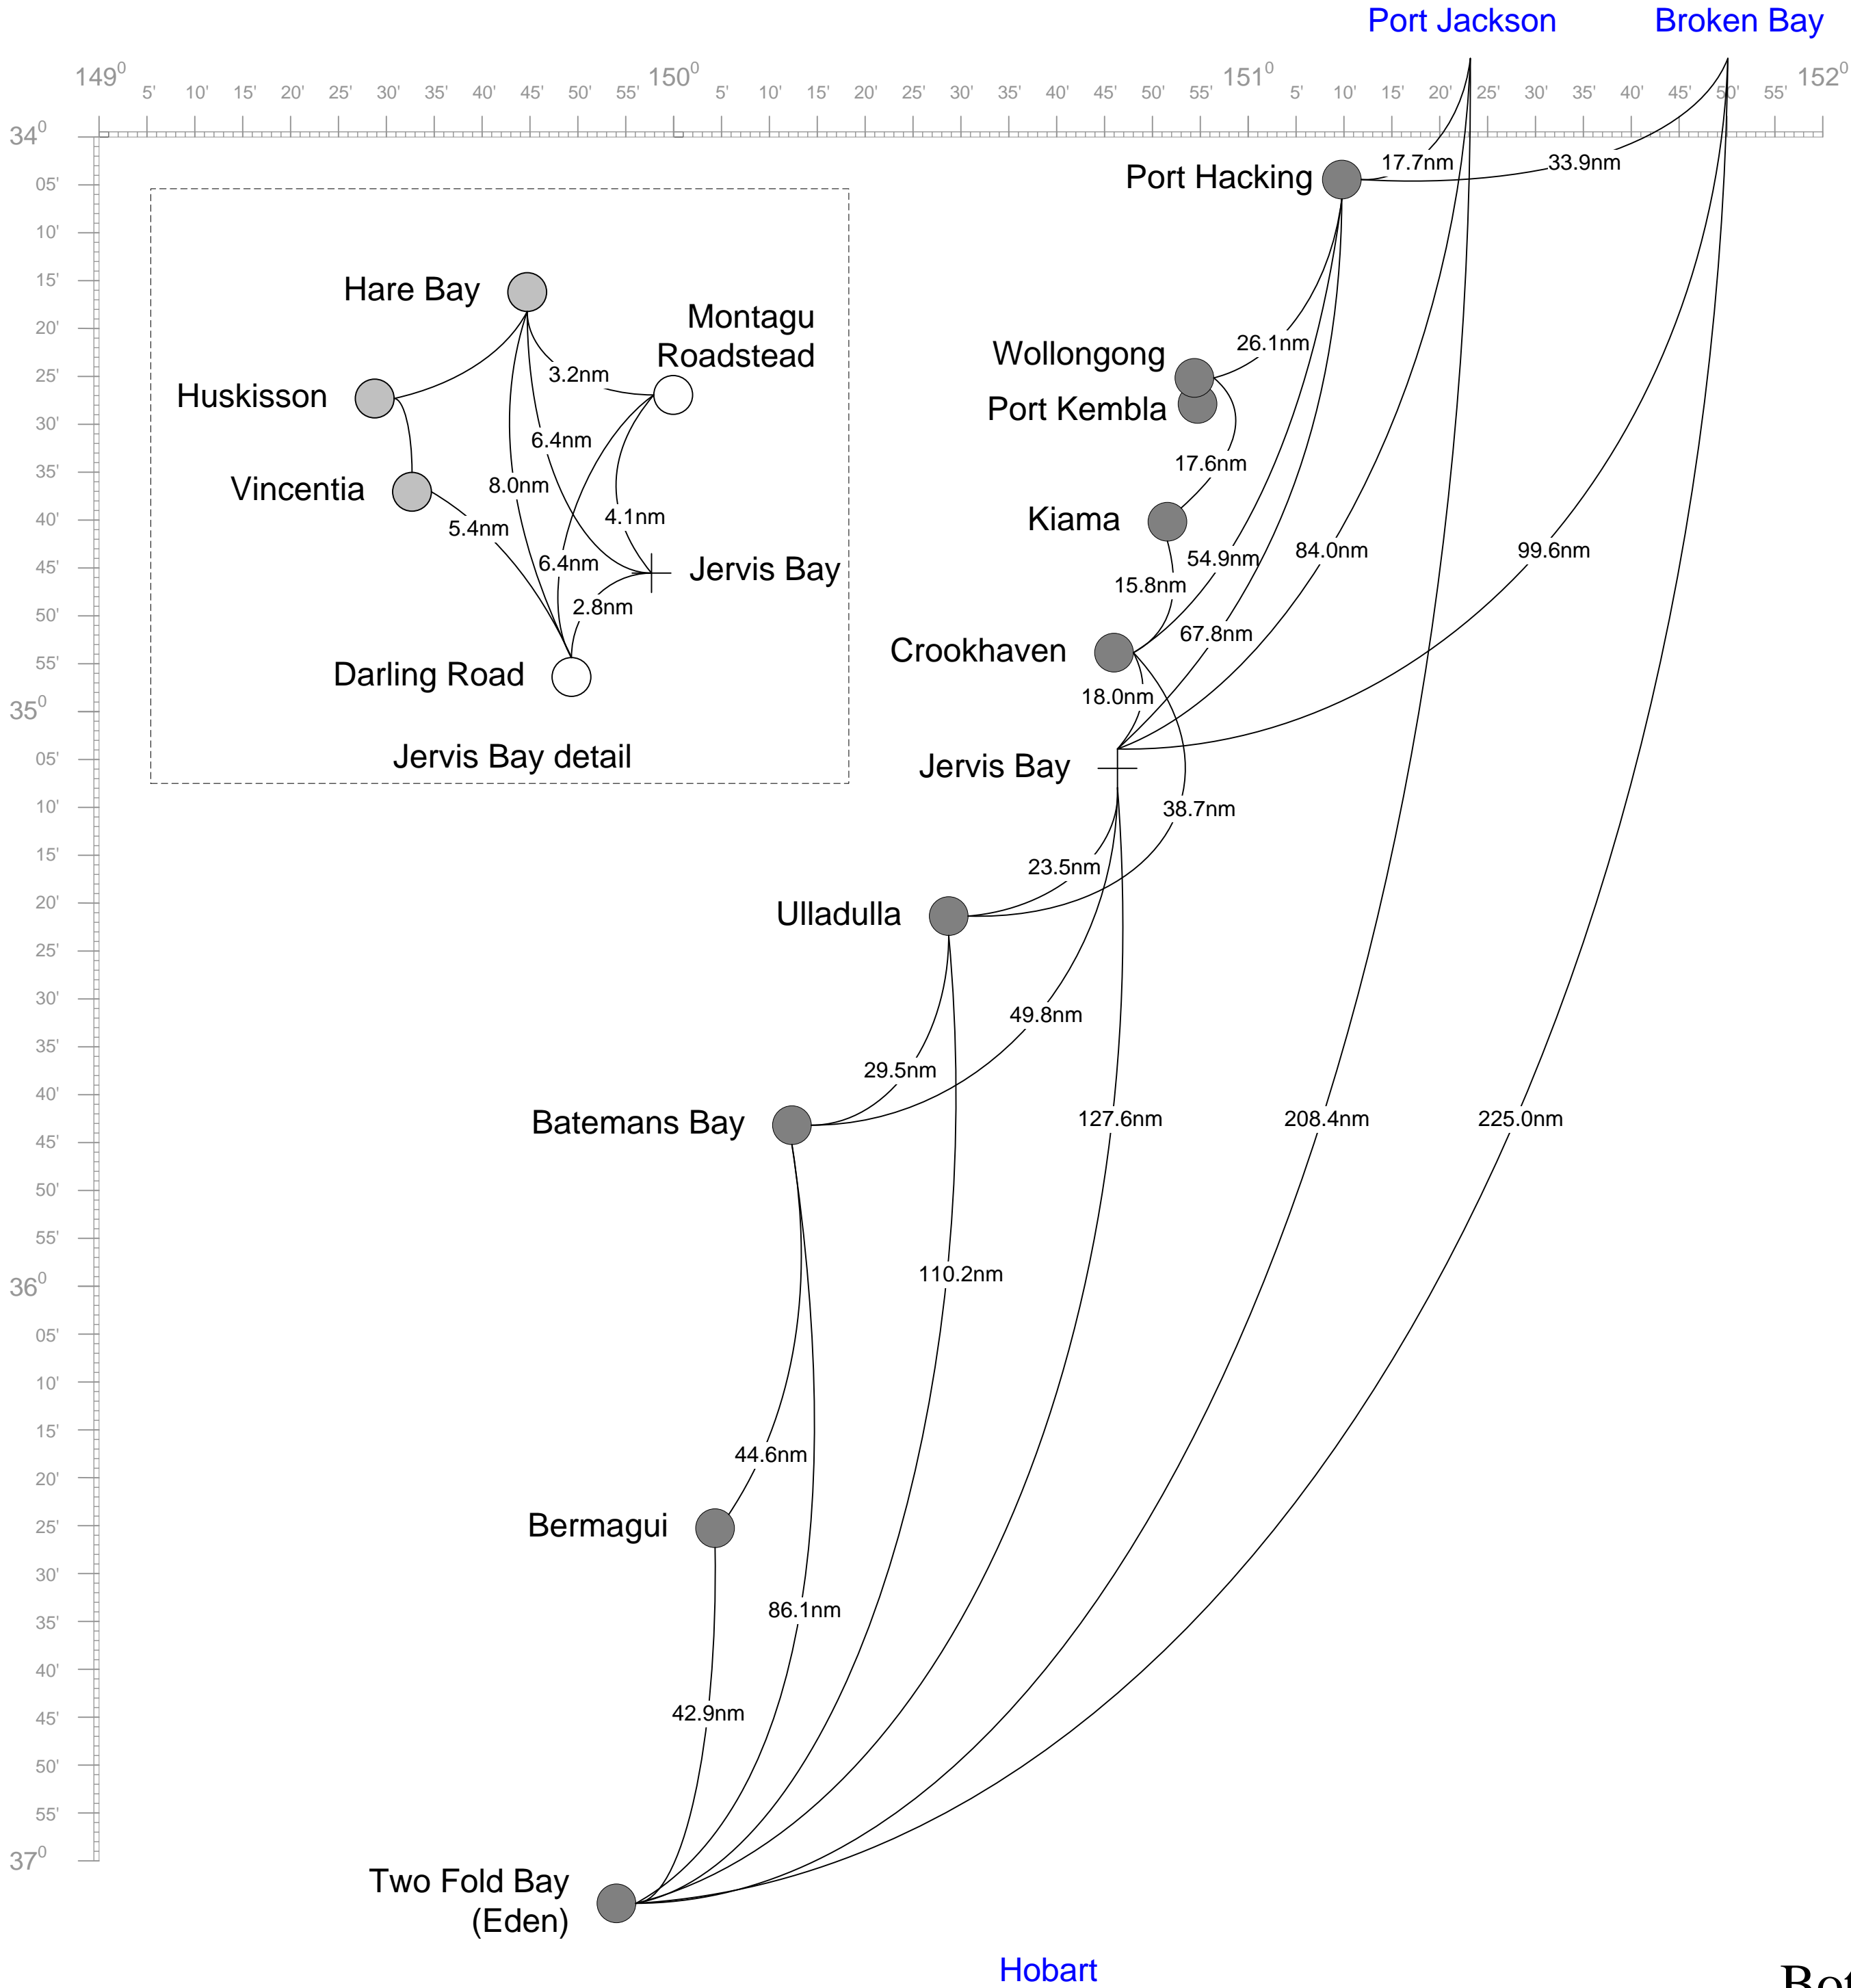 Port Jackson
Broken Bay
149⁰ 150⁰ 151⁰ 152⁰
5' 10' 15' 20' 25' 30' 35' 40' 45' 50' 55' 5' 10' 15' 20' 25' 30' 35' 40' 45' 50' 55' 5' 10' 15' 20' 25' 30' 35' 40' 45' 50' 55'
34⁰
05'
10'
15'
20'
25'
30'
35'
40'
45'
50'
55'
35⁰
05'
10'
15'
20'
25'
30'
35'
40'
45'
50'
55'
36⁰
05'
10'
15'
20'
25'
30'
35'
40'
45'
50'
55'
37⁰
Hare Bay
Montagu
Roadstead
3.2nm
Huskisson
6.4nm
Vincentia
8.0nm
5.4nm
4.1nm
6.4nm
Jervis Bay
2.8nm
Darling Road
Jervis Bay detail
17.7nm
33.9nm
Port Hacking
26.1nm
Wollongong
Port Kembla
17.6nm
Kiama
54.9nm
84.0nm
99.6nm
15.8nm
67.8nm
Crookhaven
18.0nm
Jervis Bay
38.7nm
23.5nm
Ulladulla
49.8nm
29.5nm
Batemans Bay
127.6nm
208.4nm
225.0nm
110.2nm
44.6nm
Bermagui
86.1nm
42.9nm
Two Fold Bay
(Eden)
Hobart